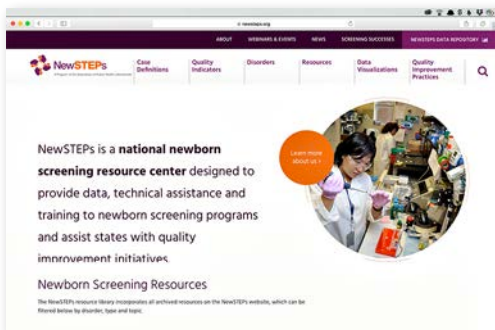 newsteps.org
ABOUT WEBINARS & EVENTS NEWS SCREENING SUCCESSES NEWSTEPS DATA REPOSITORY
NewSTEPs
Case Definitions
Quality Indicators
Disorders
Resources
Data Visualizations
Quality Improvement Practices
NewSTEPs is a national newborn
screening resource center designed to
provide data, technical assistance and
training to newborn screening programs
and assist states with quality
improvement initiatives.
Learn more
about us ›
Newborn Screening Resources
The NewSTEPs resource library incorporates all archived resources on the NewSTEPs website, which can be
filtered below by disorder, type and topic.